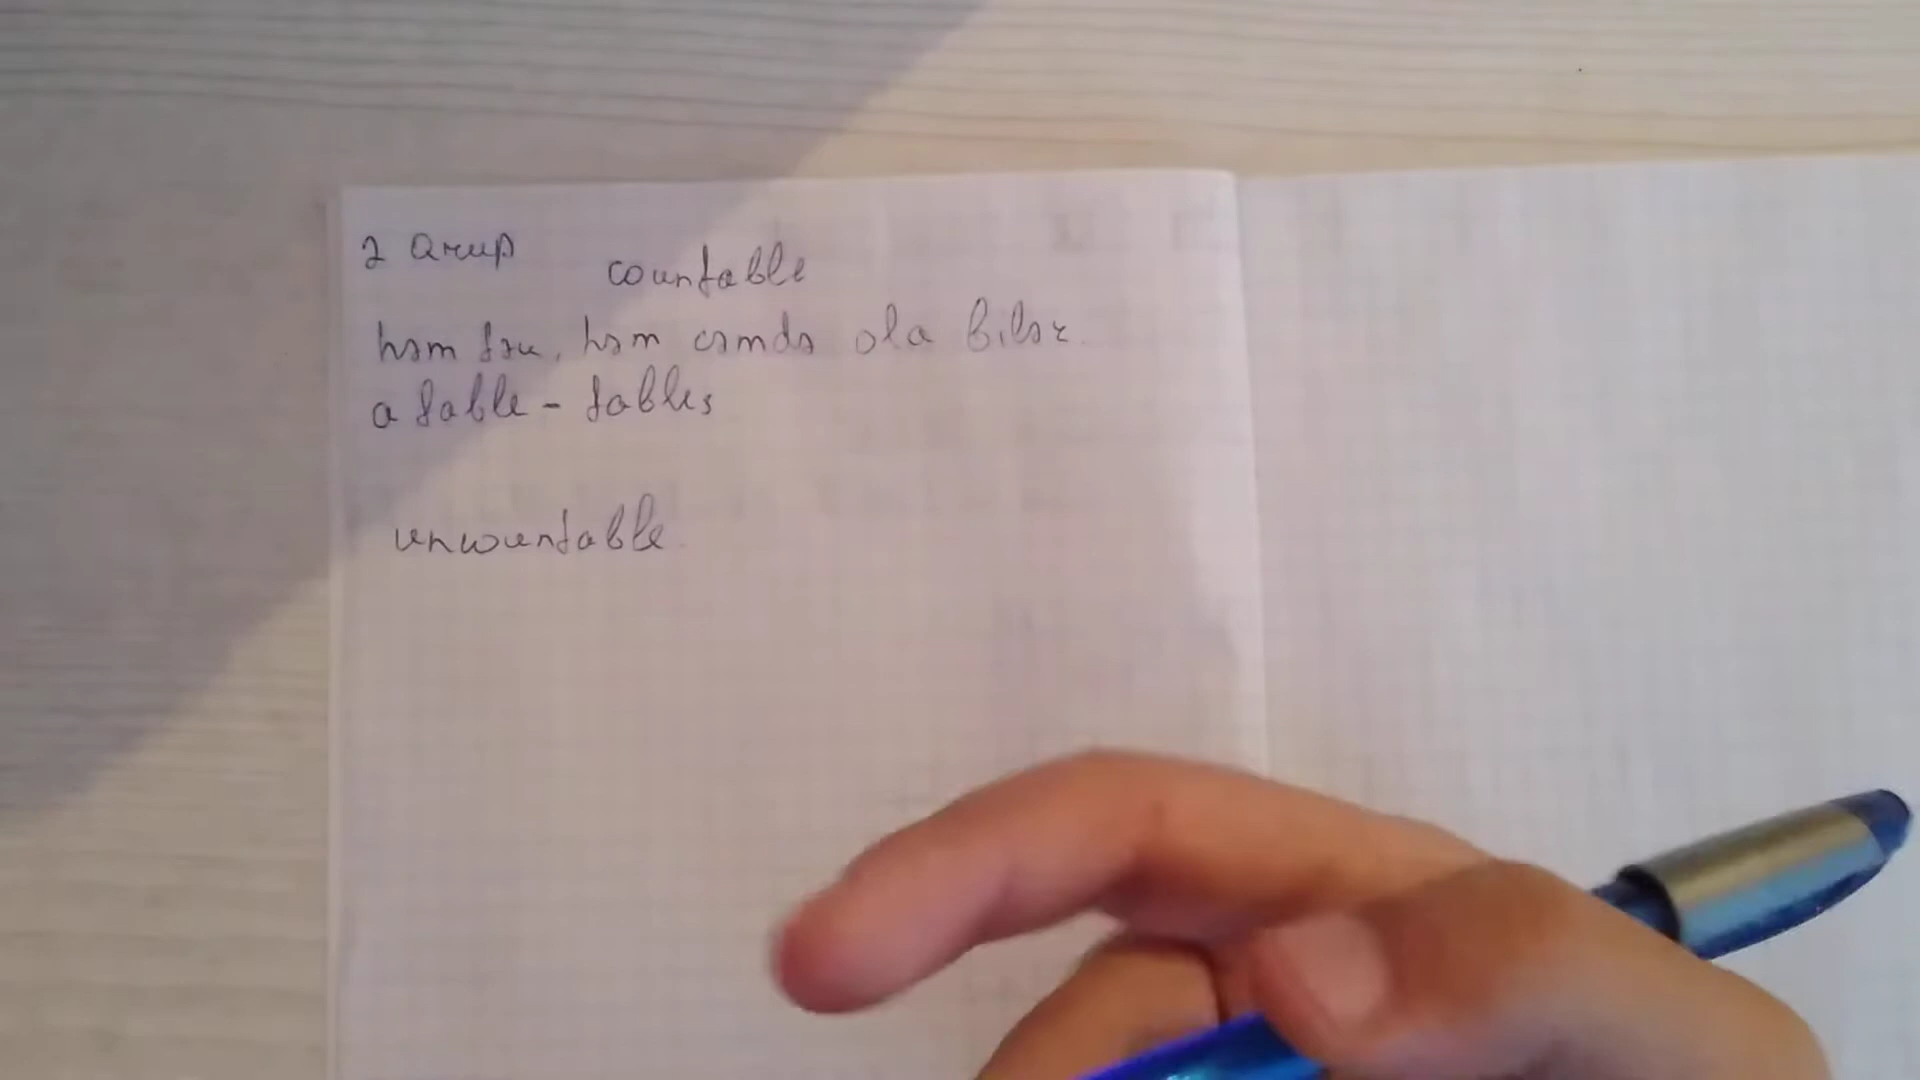 2 qrup
countable
həm tək, həm cəmdə ola bilər.
a table - tables
uncountable